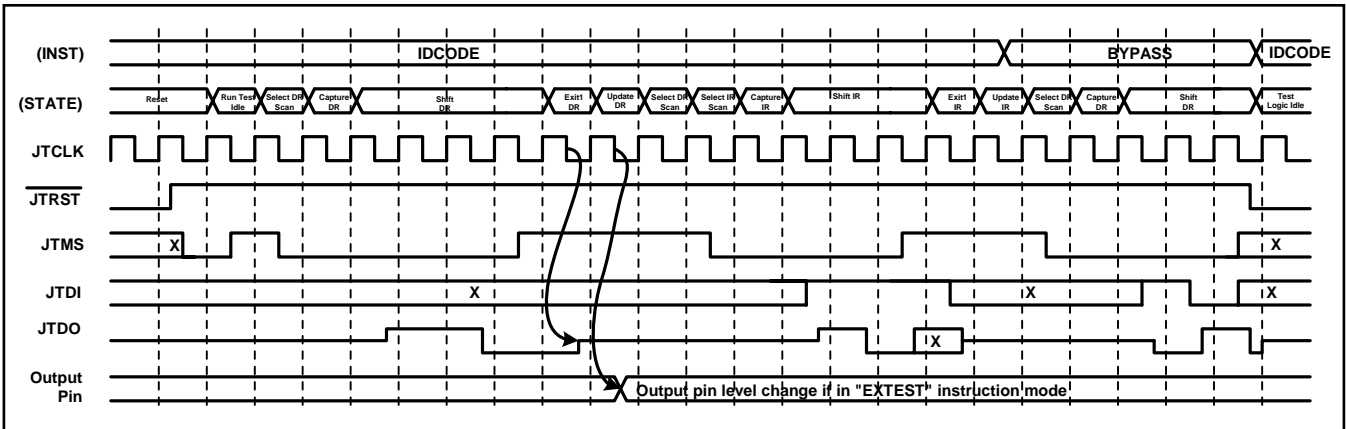 (INST) IDCODE BYPASS IDCODE
(STATE) Reset Run Test Idle Select DR Scan Capture DR Shift DR Exit1 DR Update DR Select DR Scan Select IR Scan Capture IR Shift IR Exit1 IR Update IR Select DR Scan Capture DR Shift DR Test Logic Idle
JTCLK
JTRST
JTMS X X
JTDI X X X
JTDO X
Output Pin Output pin level change if in "EXTEST" instruction mode